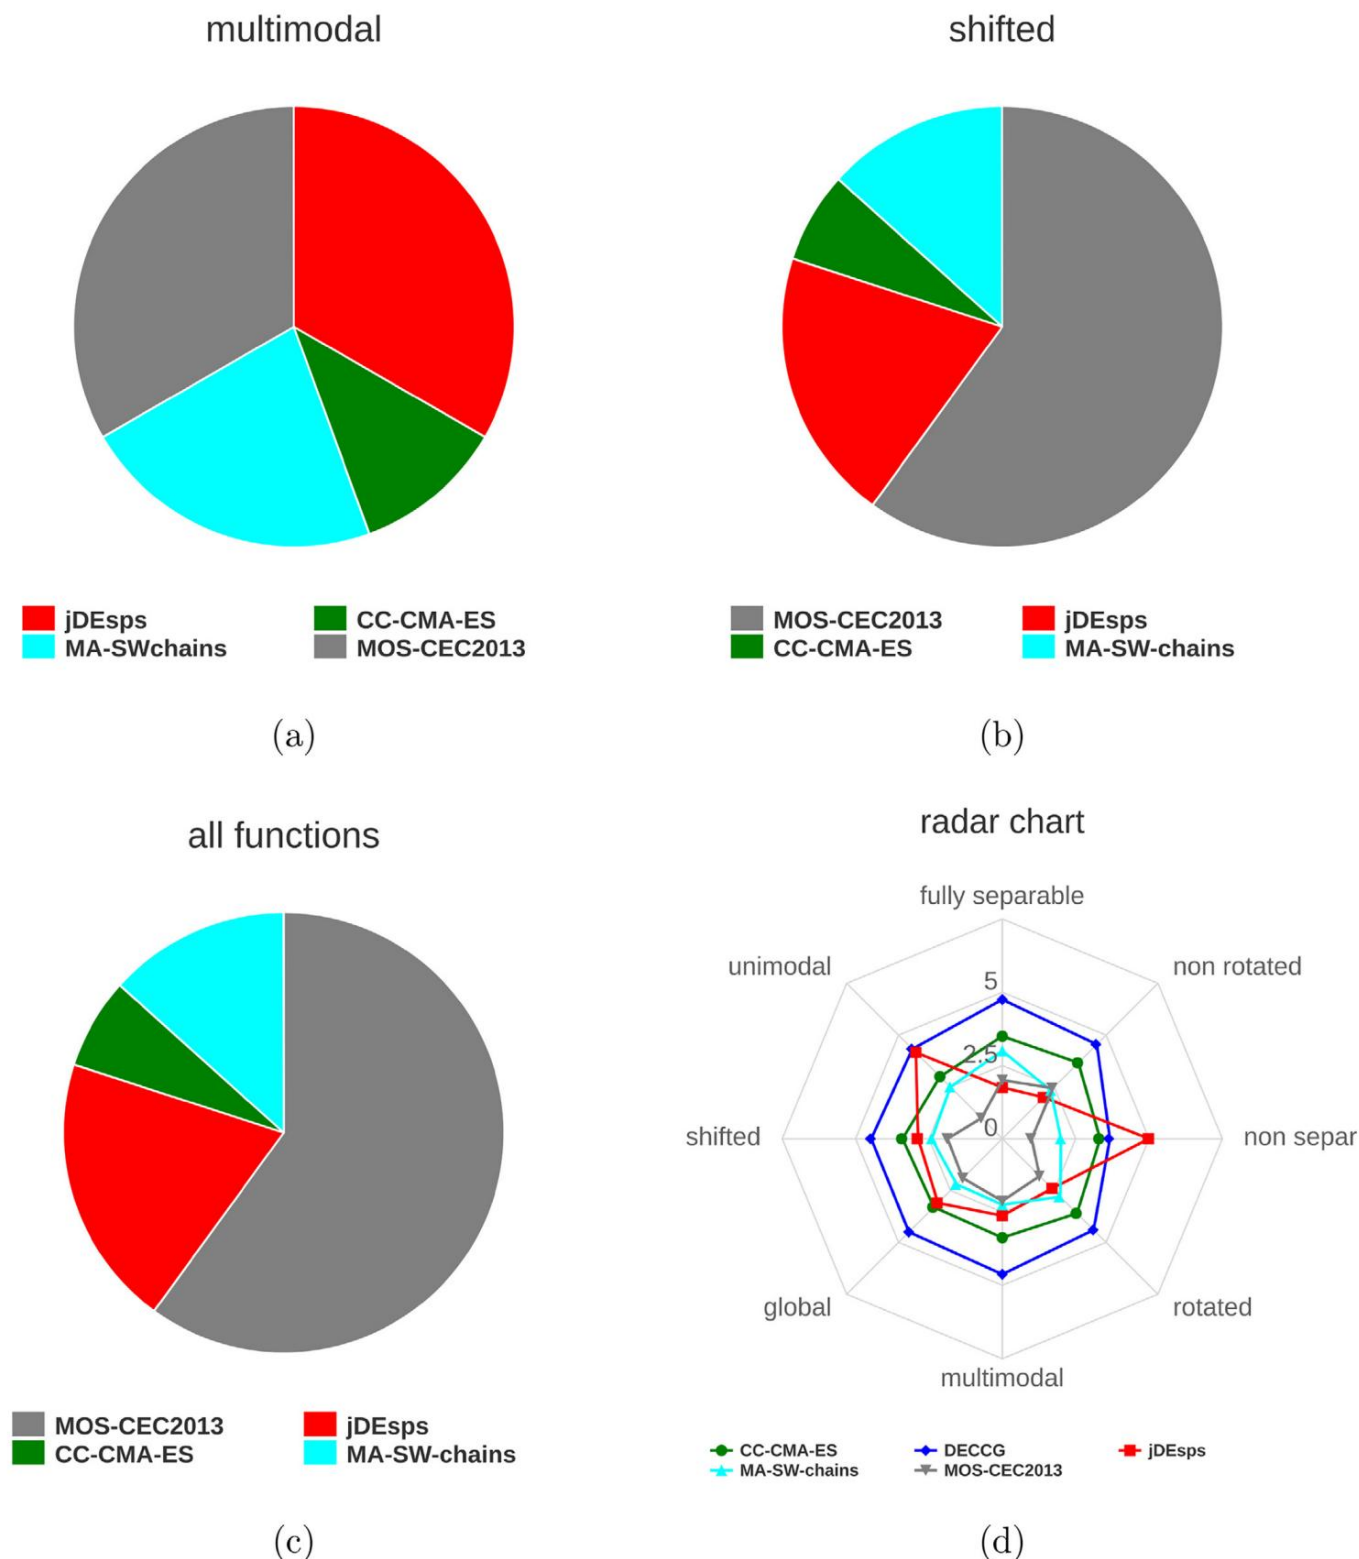 multimodal
shifted
jDEsps
CC-CMA-ES
MA-SWchains
MOS-CEC2013
MOS-CEC2013
jDEsps
CC-CMA-ES
MA-SW-chains
(a)
(b)
all functions
radar chart
fully separable
unimodal
non rotated
5
2.5
shifted
0
non separ
global
rotated
multimodal
MOS-CEC2013
jDEsps
CC-CMA-ES
MA-SW-chains
CC-CMA-ES
DECCG
jDEsps
MA-SW-chains
MOS-CEC2013
(c)
(d)